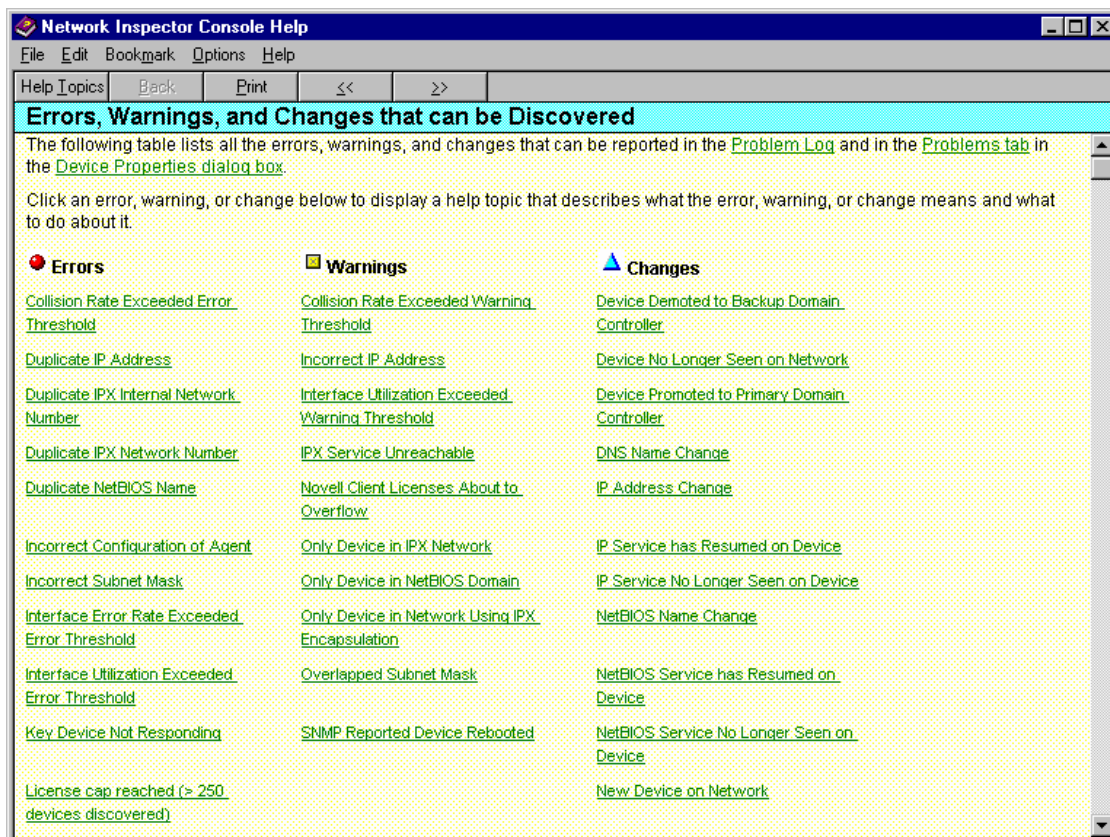 Network Inspector Console Help
File Edit Bookmark Options Help
Help Topics Back Print << >>
Errors, Warnings, and Changes that can be Discovered
The following table lists all the errors, warnings, and changes that can be reported in the Problem Log and in the Problems tab in
the Device Properties dialog box.
Click an error, warning, or change below to display a help topic that describes what the error, warning, or change means and what
to do about it.
Errors Warnings Changes
Collision Rate Exceeded Error Collision Rate Exceeded Warning Device Demoted to Backup Domain
Threshold Threshold Controller
Duplicate IP Address Incorrect IP Address Device No Longer Seen on Network
Duplicate IPX Internal Network Interface Utilization Exceeded Device Promoted to Primary Domain
Number Warning Threshold Controller
Duplicate IPX Network Number IPX Service Unreachable DNS Name Change
Duplicate NetBIOS Name Novell Client Licenses About to IP Address Change
Overflow
Incorrect Configuration of Agent Only Device in IPX Network IP Service has Resumed on Device
Incorrect Subnet Mask Only Device in NetBIOS Domain IP Service No Longer Seen on Device
Interface Error Rate Exceeded Only Device in Network Using IPX NetBIOS Name Change
Error Threshold Encapsulation
Interface Utilization Exceeded Overlapped Subnet Mask NetBIOS Service has Resumed on
Error Threshold Device
Key Device Not Responding SNMP Reported Device Rebooted NetBIOS Service No Longer Seen on
Device
License cap reached (> 250 New Device on Network
devices discovered)